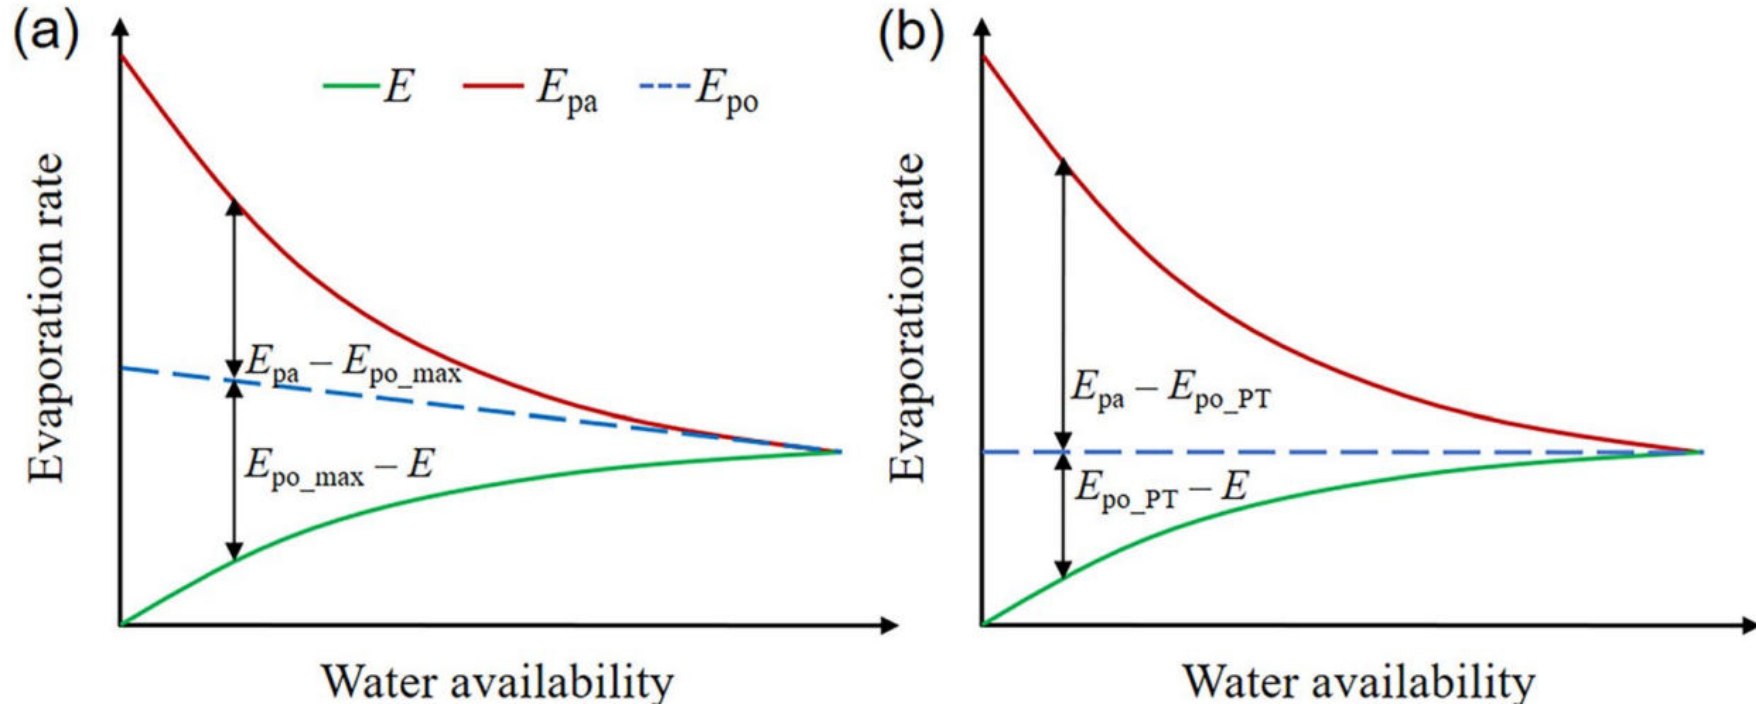 (a)
E
E_pa
E_po
Evaporation rate
E_pa – E_po_max
E_po_max – E
Water availability
(b)
Evaporation rate
E_pa – E_po_PT
E_po_PT – E
Water availability